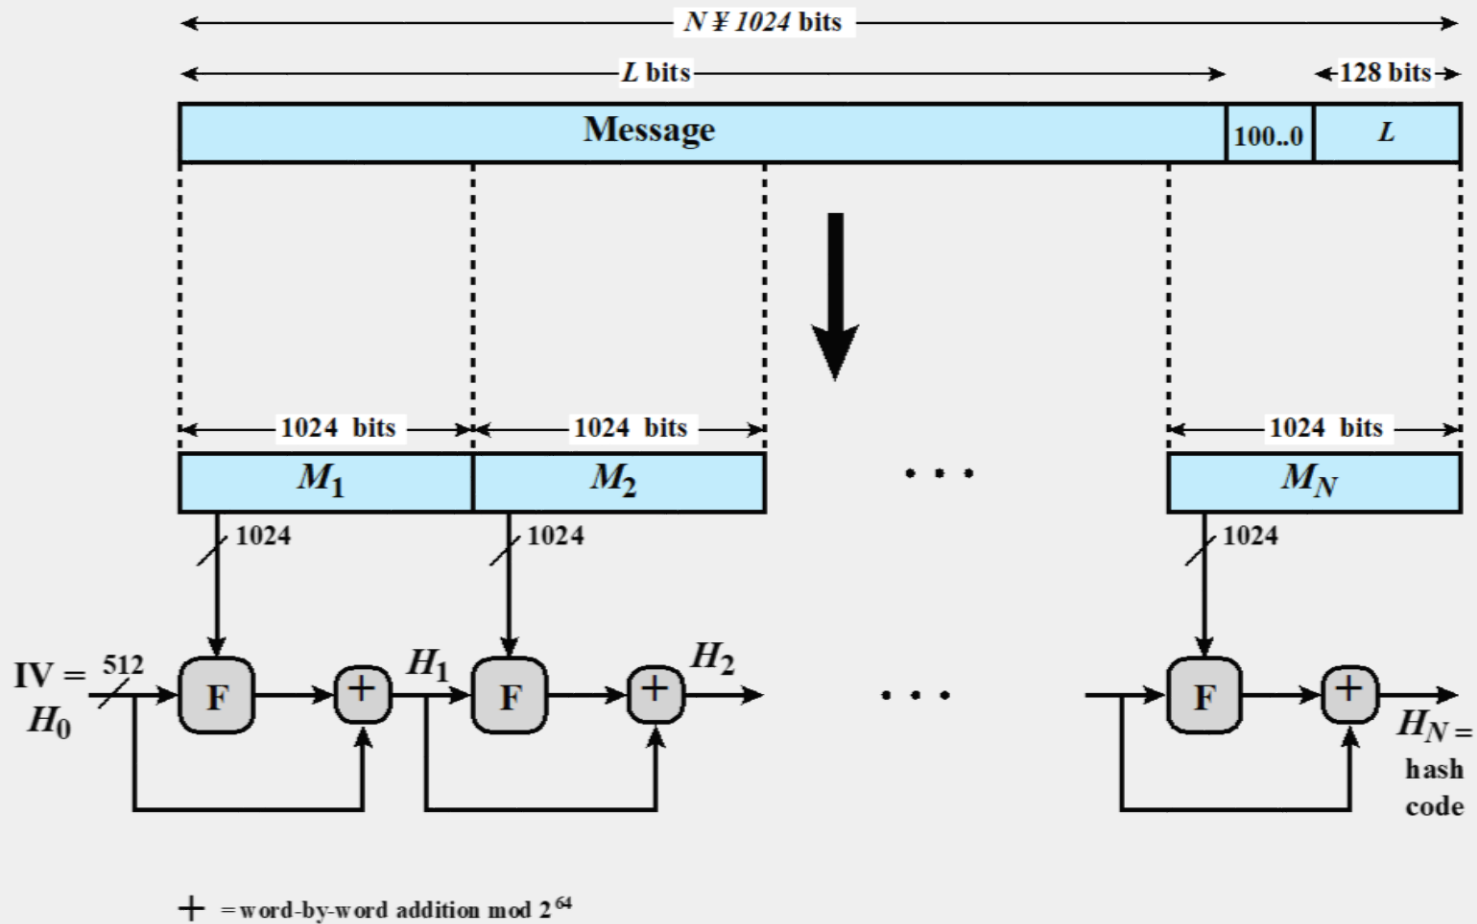 N ¥ 1024 bits
L bits
128 bits
Message
100..0
L
1024 bits
1024 bits
1024 bits
M1
M2
• • •
MN
1024
1024
1024
IV =
H0
512
F
+
H1
F
+
H2
• • •
F
+
HN =
hash
code
+ = word-by-word addition mod 2^64